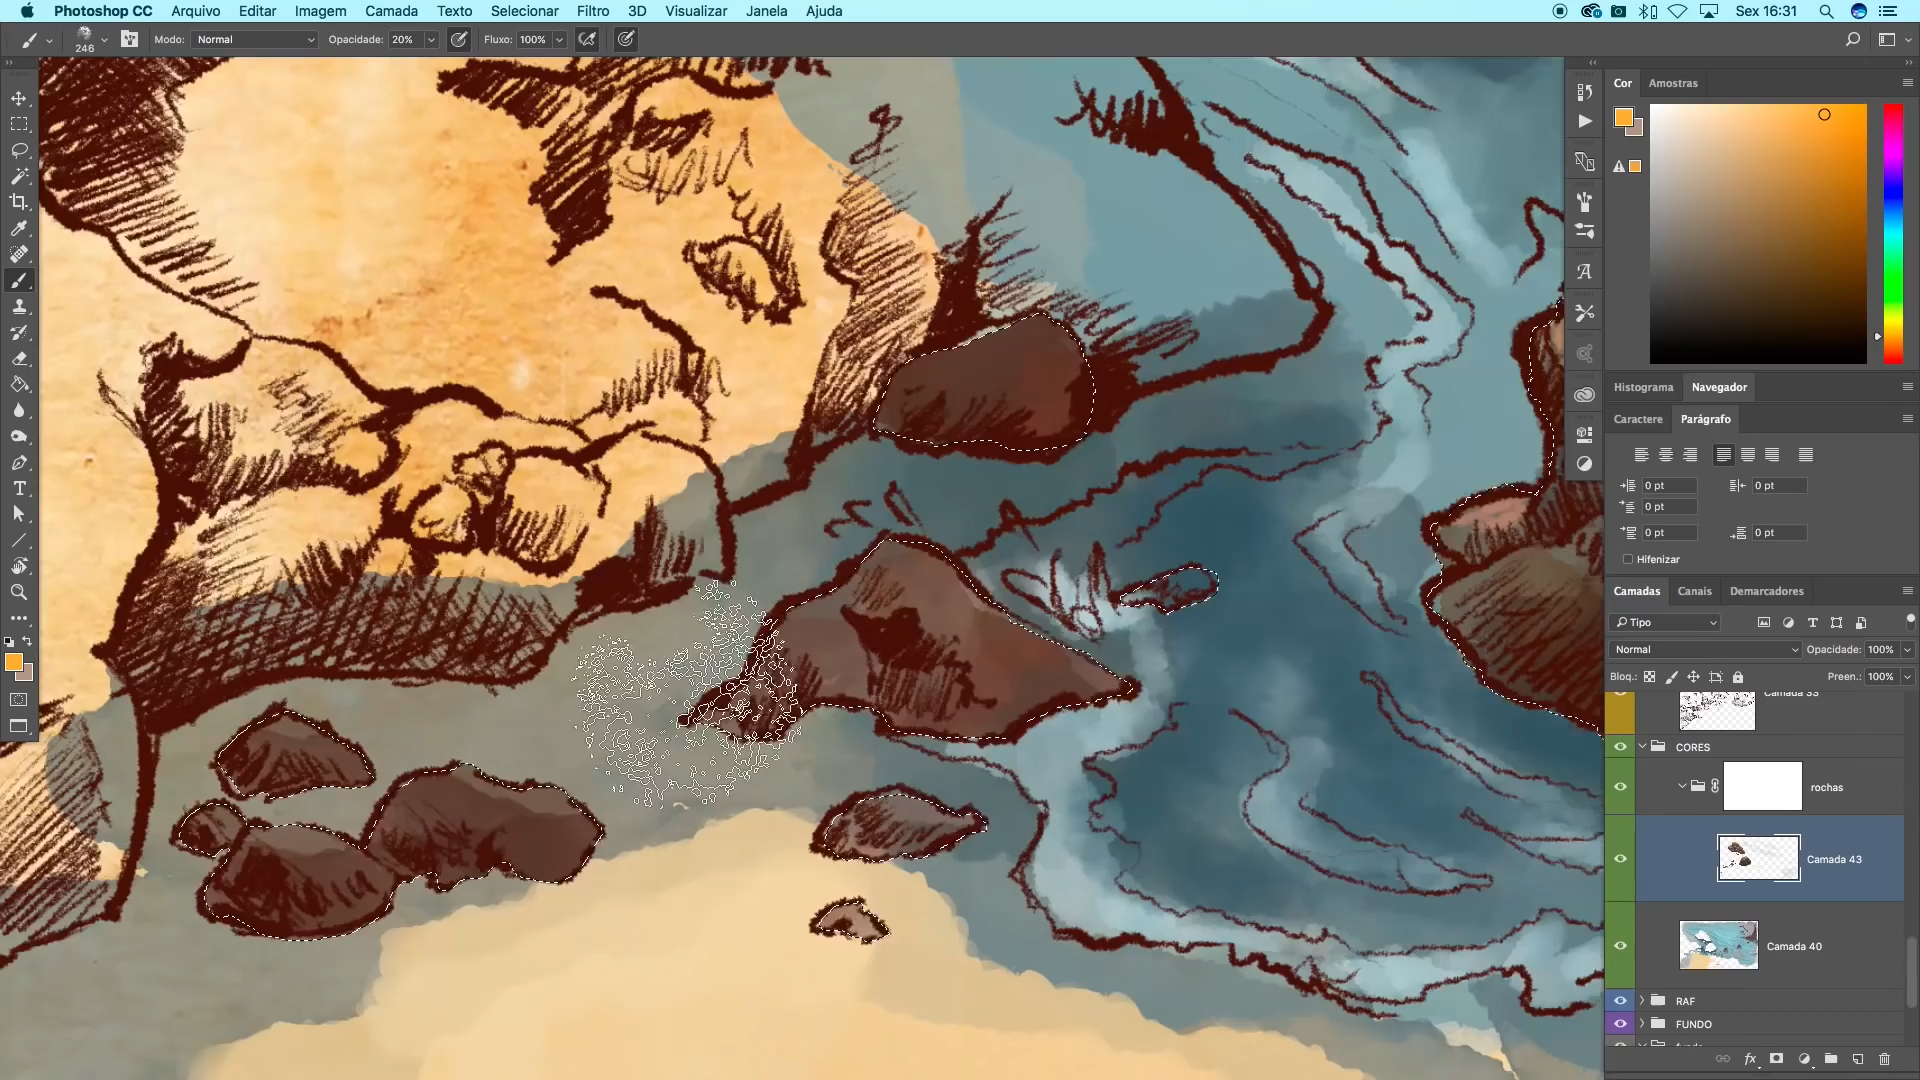 Photoshop CC Arquivo Editar Imagem Camada Texto Selecionar Filtro 3D Visualizar Janela Ajuda Sex 16:31
246 Modo: Normal Opacidade: 20% Fluxo: 100%
Cor Amostras
Histograma Navegador
Caractere Parágrafo
0 pt 0 pt
0 pt
0 pt 0 pt
Hifenizar
Camadas Canais Demarcadores
Tipo
Normal Opacidade: 100%
Bloq.: Preen.: 100%
Camada 33
CORES
rochas
Camada 43
Camada 40
RAF
FUNDO